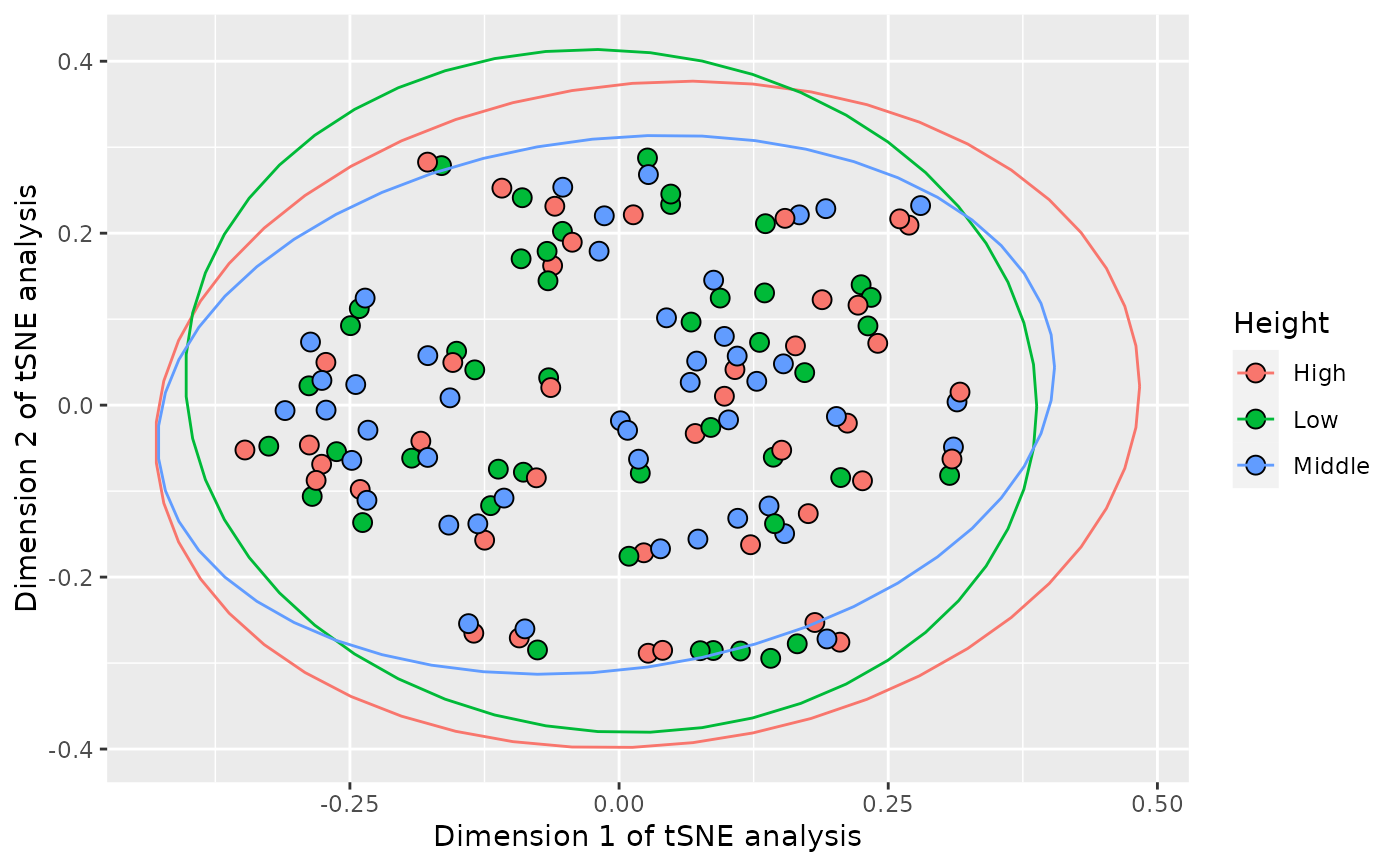 0.4
0.2
0.0
-0.2
-0.4
Dimension 2 of tSNE analysis
-0.25
0.00
0.25
0.50
Dimension 1 of tSNE analysis
Height
High
Low
Middle